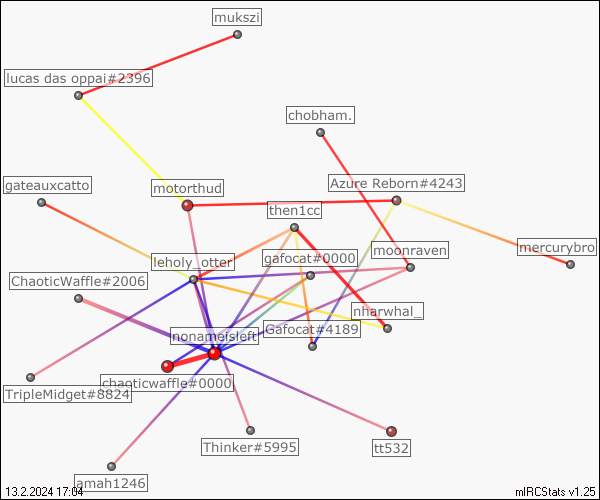 mukszi
lucas das oppai#2396
chobham.
gateauxcatto
motorthud
Azure Reborn#4243
then1cc
mercurybro
leholy_otter
gafocat#0000
moonraven
ChaoticWaffle#2006
nharwhal_
nonameisleft
Gafocat#4189
chaoticwaffle#0000
TripleMidget#8824
Thinker#5995
tt532
amah1246
13.2.2024 17:04
mIRCStats v1.25